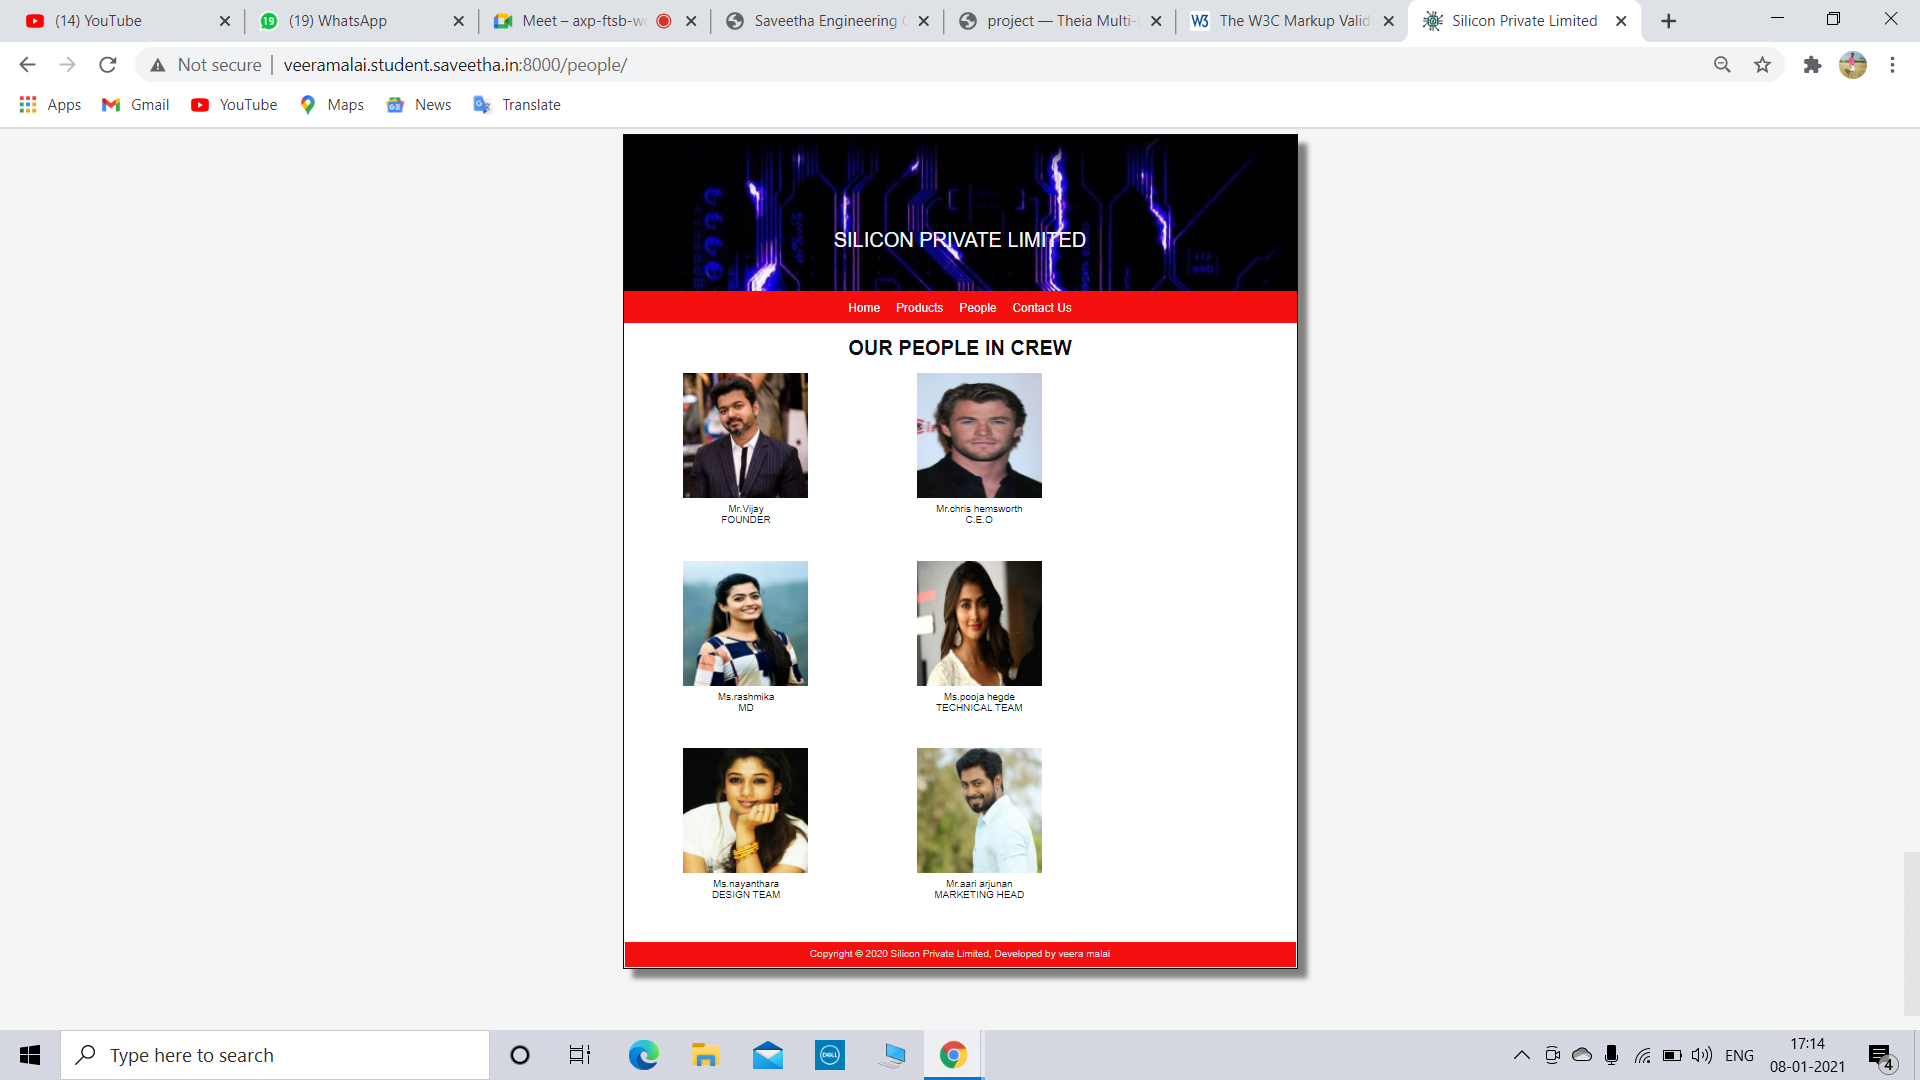 (14) YouTube
(19) WhatsApp
Meet – axp-ftsb-w
Saveetha Engineering
project — Theia Multi-
The W3C Markup Valid
Silicon Private Limited
Not secure
veeramalai.student.saveetha.in:8000/people/
Apps
Gmail
YouTube
Maps
News
Translate
SILICON PRIVATE LIMITED
Home
Products
People
Contact Us
OUR PEOPLE IN CREW
Mr.Vijay
FOUNDER
Mr.chris hemsworth
C.E.O
Ms.rashmika
MD
Ms.pooja hegde
TECHNICAL TEAM
Ms.nayanthara
DESIGN TEAM
Mr.aari arjunan
MARKETING HEAD
Copyright © 2020 Silicon Private Limited, Developed by veera malai
Type here to search
DELL
ENG
17:14
08-01-2021
4